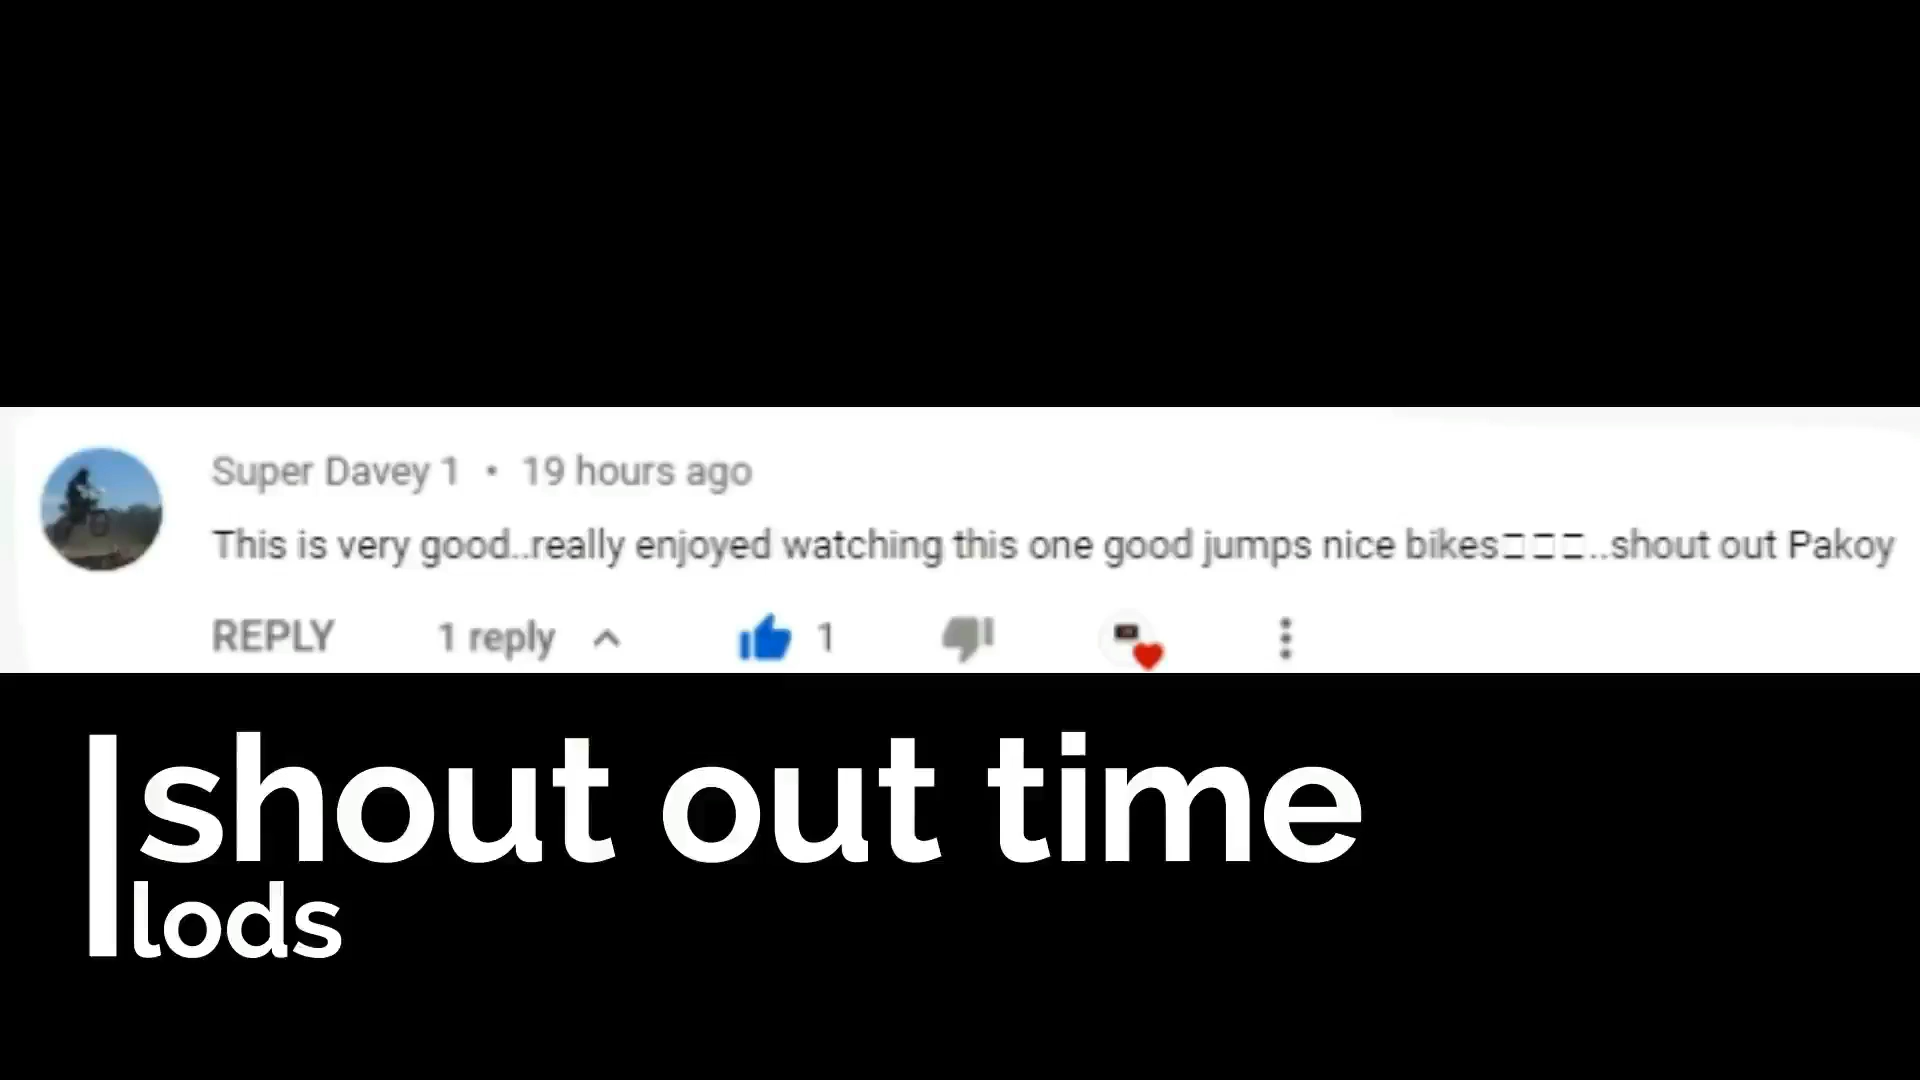 Super Davey 1 • 19 hours ago
This is very good..really enjoyed watching this one good jumps nice bikes□□□..shout out Pakoy
REPLY 1 reply 1
shout out time
lods